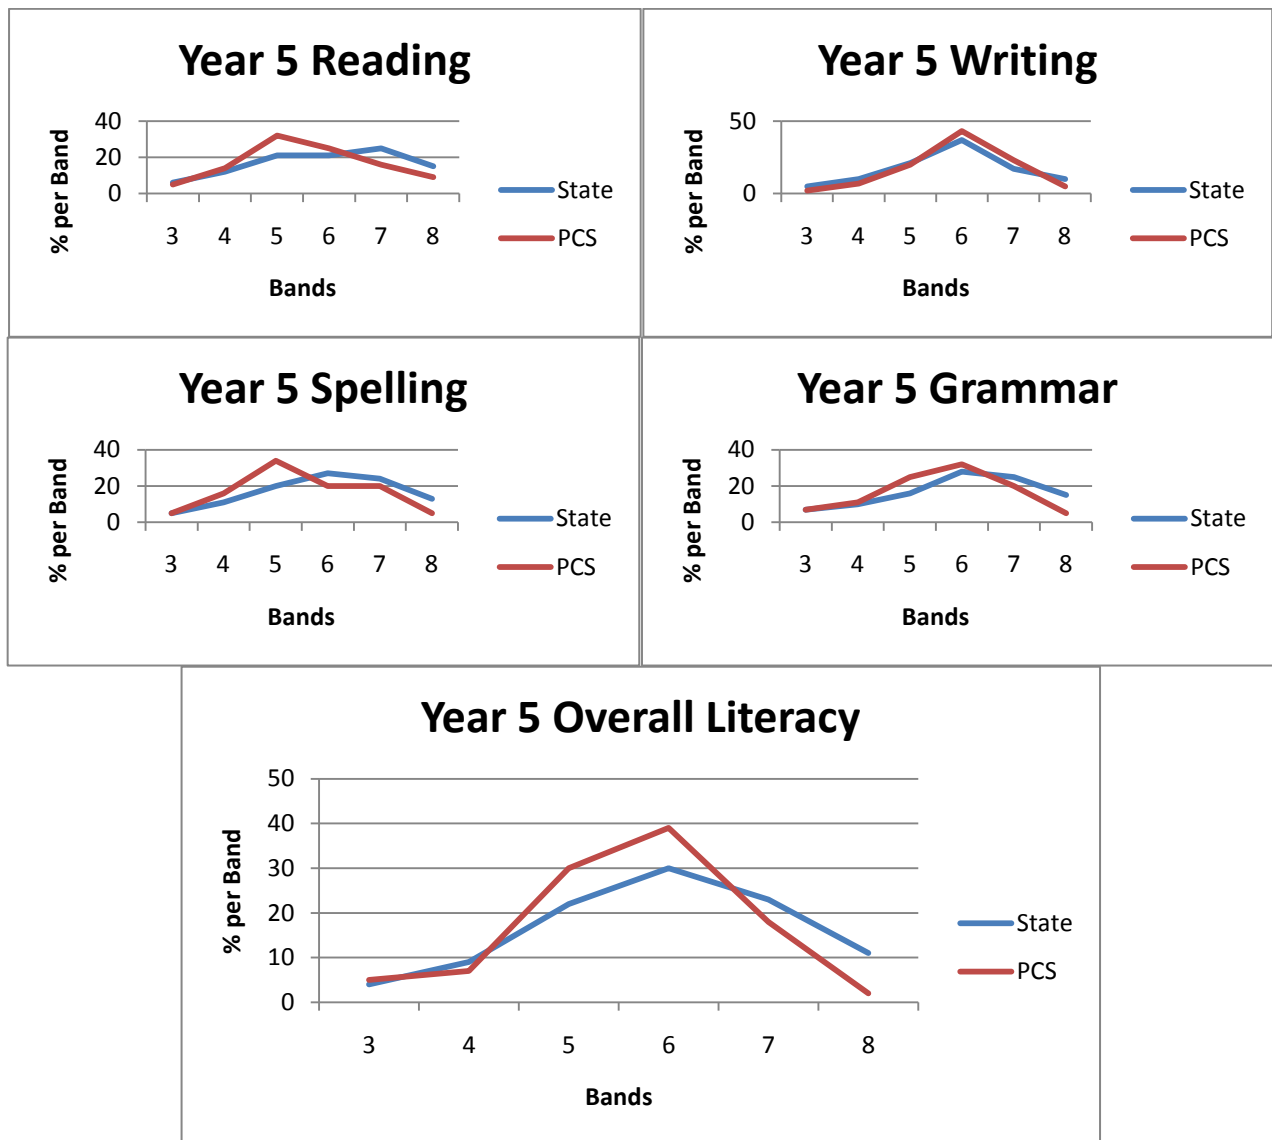 Year 5 Reading
% per Band
40
20
0
3 4 5 6 7 8
Bands
State
PCS
Year 5 Writing
% per Band
50
0
3 4 5 6 7 8
Bands
State
PCS
Year 5 Spelling
% per Band
40
20
0
3 4 5 6 7 8
Bands
State
PCS
Year 5 Grammar
% per Band
40
20
0
3 4 5 6 7 8
Bands
State
PCS
Year 5 Overall Literacy
% per Band
50
40
30
20
10
0
3 4 5 6 7 8
Bands
State
PCS